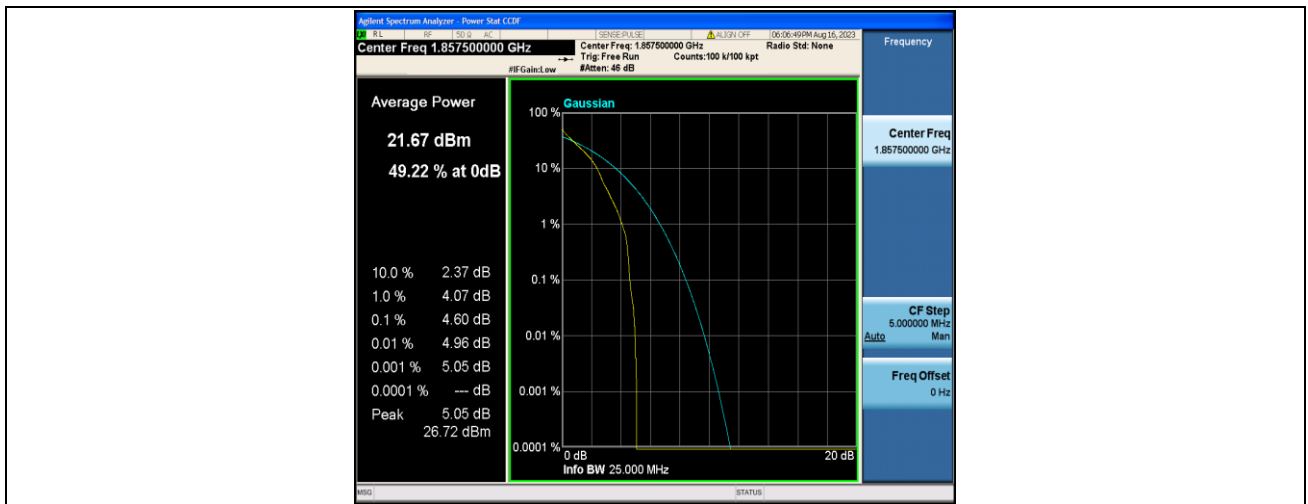 Agilent Spectrum Analyzer - Power Stat CCDF
RL RF 50 Ω AC SENSE:PULSE ALIGN OFF 06:06:49PM Aug 16, 2023
Center Freq 1.857500000 GHz
Center Freq: 1.857500000 GHz Radio Std: None
Trig: Free Run Counts:100 k/100 kpt
#IFGain:Low #Atten: 46 dB
Frequency
Average Power
21.67 dBm
49.22 % at 0dB
10.0 % 2.37 dB
1.0 % 4.07 dB
0.1 % 4.60 dB
0.01 % 4.96 dB
0.001 % 5.05 dB
0.0001 % --- dB
Peak 5.05 dB
26.72 dBm
Gaussian
100 %
10 %
1 %
0.1 %
0.01 %
0.001 %
0.0001 %
0 dB 20 dB
Info BW 25.000 MHz
Center Freq
1.857500000 GHz
CF Step
5.000000 MHz
Auto Man
Freq Offset
0 Hz
MSG STATUS